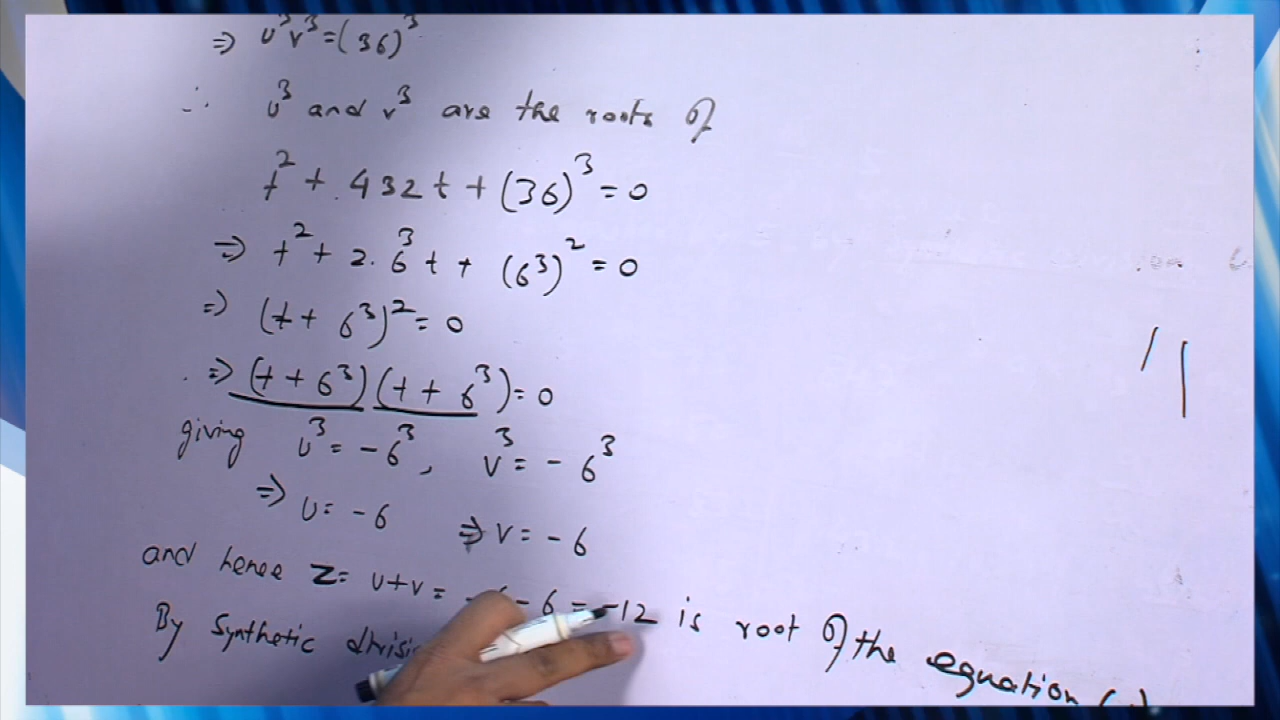 ⇒ u³v³=(36)³
∴ u³ and v³ are the roots of
t² + 432t + (36)³ = 0
⇒ t² + 2.6³t + (6³)² = 0
⇒ (t + 6³)² = 0
⇒ (t + 6³)(t + 6³) = 0
giving u³ = -6³, v³ = -6³
⇒ u = -6 ⇒ v = -6
and hence z = u+v = - 6 = -12 is root of the equation
By Synthetic